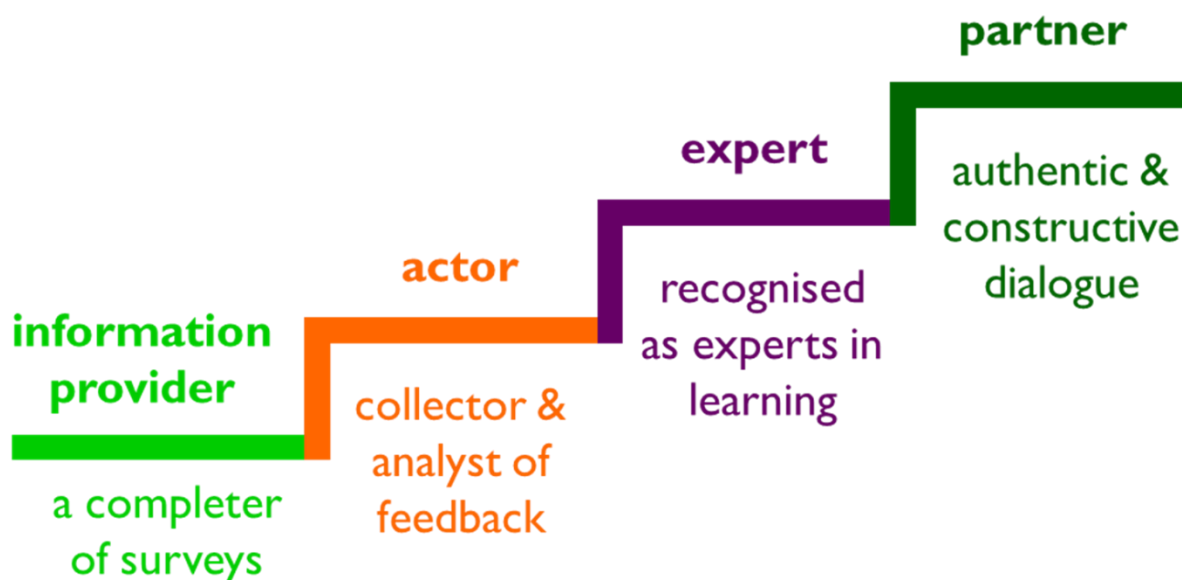 information
provider
a completer
of surveys
actor
collector &
analyst of
feedback
expert
recognised
as experts in
learning
partner
authentic &
constructive
dialogue